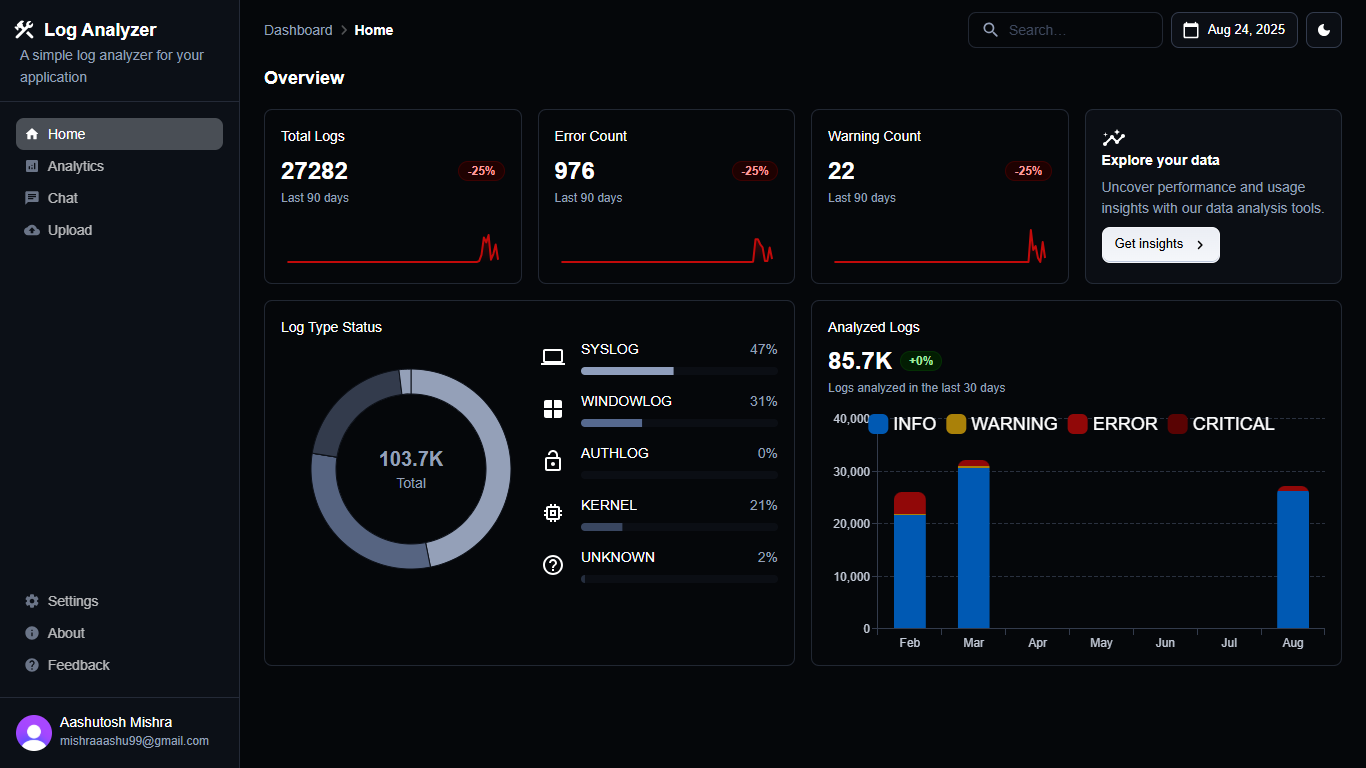 Log Analyzer
A simple log analyzer for your
application
Home
Analytics
Chat
Upload
Settings
About
Feedback
Aashutosh Mishra
mishraaashu99@gmail.com
Dashboard > Home
Search…
Aug 24, 2025
Overview
Total Logs
27282
-25%
Last 90 days
Error Count
976
-25%
Last 90 days
Warning Count
22
-25%
Last 90 days
Explore your data
Uncover performance and usage
insights with our data analysis tools.
Get insights
Log Type Status
103.7K
Total
SYSLOG 47%
WINDOWLOG 31%
AUTHLOG 0%
KERNEL 21%
UNKNOWN 2%
Analyzed Logs
85.7K +0%
Logs analyzed in the last 30 days
INFO WARNING ERROR CRITICAL
40,000
30,000
20,000
10,000
0
Feb Mar Apr May Jun Jul Aug